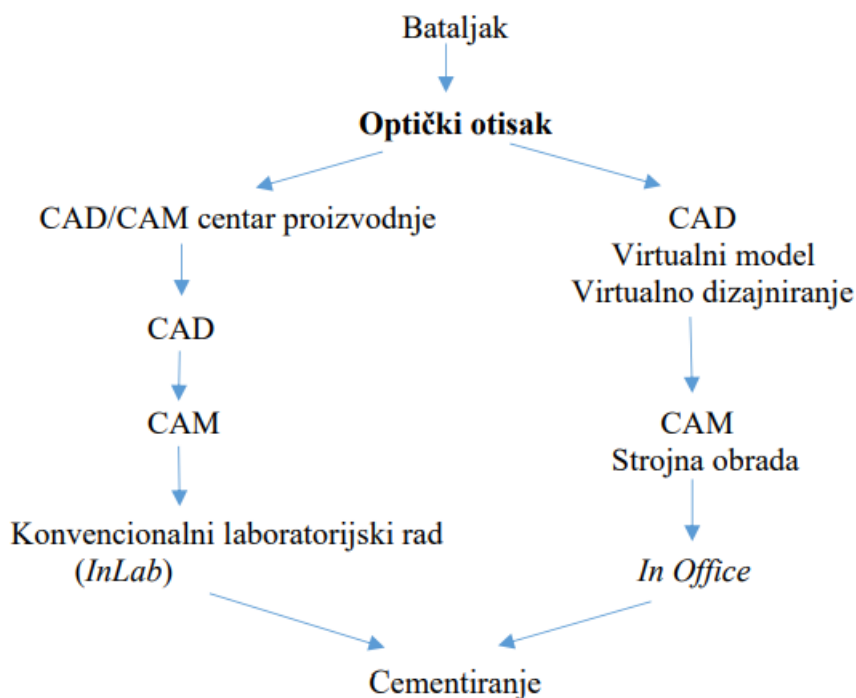 Bataljak
Optički otisak
CAD/CAM centar proizvodnje
CAD
CAM
Konvencionalni laboratorijski rad
(InLab)
CAD
Virtualni model
Virtualno dizajniranje
CAM
Strojna obrada
In Office
Cementiranje